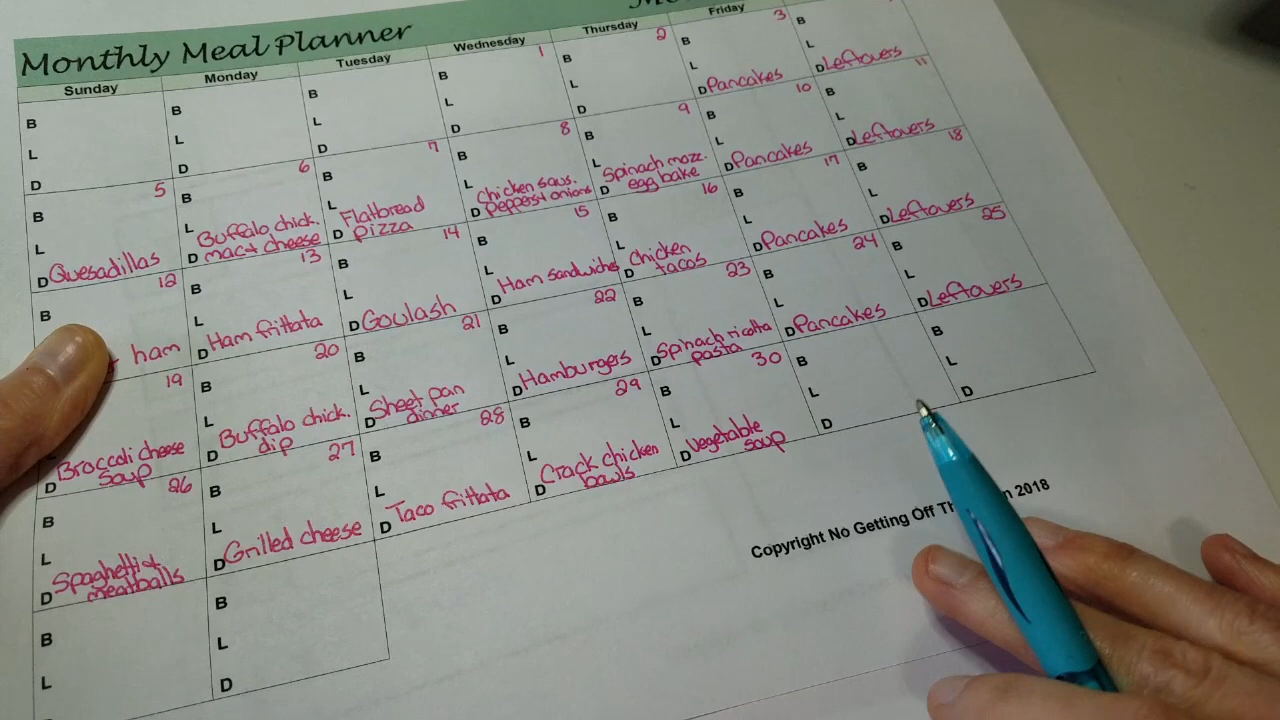 Monthly Meal Planner
Sunday Monday Tuesday Wednesday Thursday Friday
1 2 3
B B B B B B B
L L L L L L L
D D D D D D Pancakes D Leftovers
5 6 7 8 9 10 11
B B B B B B B
L L L L L L L
D Quesadillas
D Buffalo chick.
mac + cheese
D Flatbread
pizza
D Chicken saus.
peppers + onions
D Spinach mozz.
egg bake
D Pancakes
D Leftovers
12 13 14 15 16 17 18
B B B B B B B
L L L L L L
ham
D Ham frittata
D Goulash
D Ham sandwiches
D Chicken
tacos
D Pancakes
D Leftovers
19 20 21 22 23 24 25
B B B B B B
L L L L L L L
D Broccoli cheese
soup
D Buffalo chick.
dip
D Sheet pan
dinner
D Hamburgers
D Spinach ricotta
pasta
D Pancakes
D Leftovers
26 27 28 29 30
B B B B B B B
L L L L L L L
D Spaghetti +
meatballs
D Grilled cheese
D Taco frittata
D Crack chicken
bowls
D Vegetable
soup
D
D
B B
L L
D
Copyright No Getting Off 2018